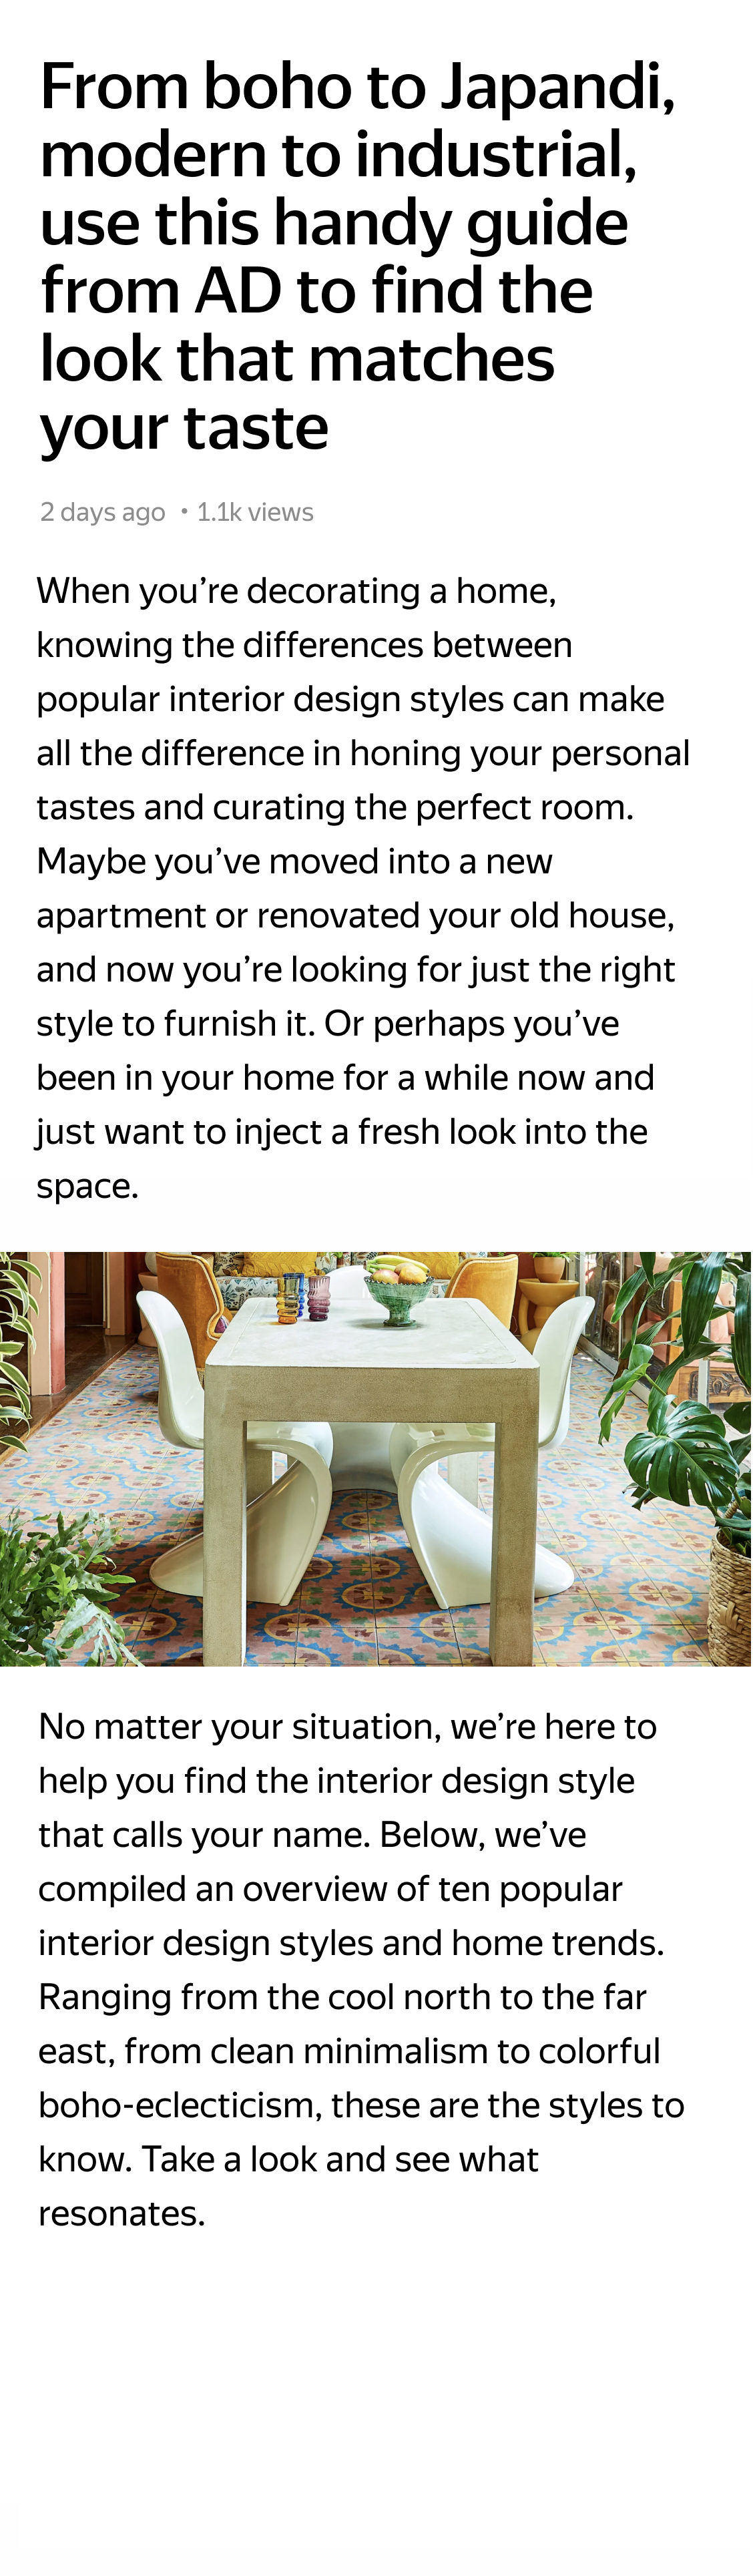 From boho to Japandi,
modern to industrial,
use this handy guide
from AD to find the
look that matches
your taste
2 days ago • 1.1k views
When you’re decorating a home,
knowing the differences between
popular interior design styles can make
all the difference in honing your personal
tastes and curating the perfect room.
Maybe you’ve moved into a new
apartment or renovated your old house,
and now you’re looking for just the right
style to furnish it. Or perhaps you’ve
been in your home for a while now and
just want to inject a fresh look into the
space.
No matter your situation, we’re here to
help you find the interior design style
that calls your name. Below, we’ve
compiled an overview of ten popular
interior design styles and home trends.
Ranging from the cool north to the far
east, from clean minimalism to colorful
boho-eclecticism, these are the styles to
know. Take a look and see what
resonates.